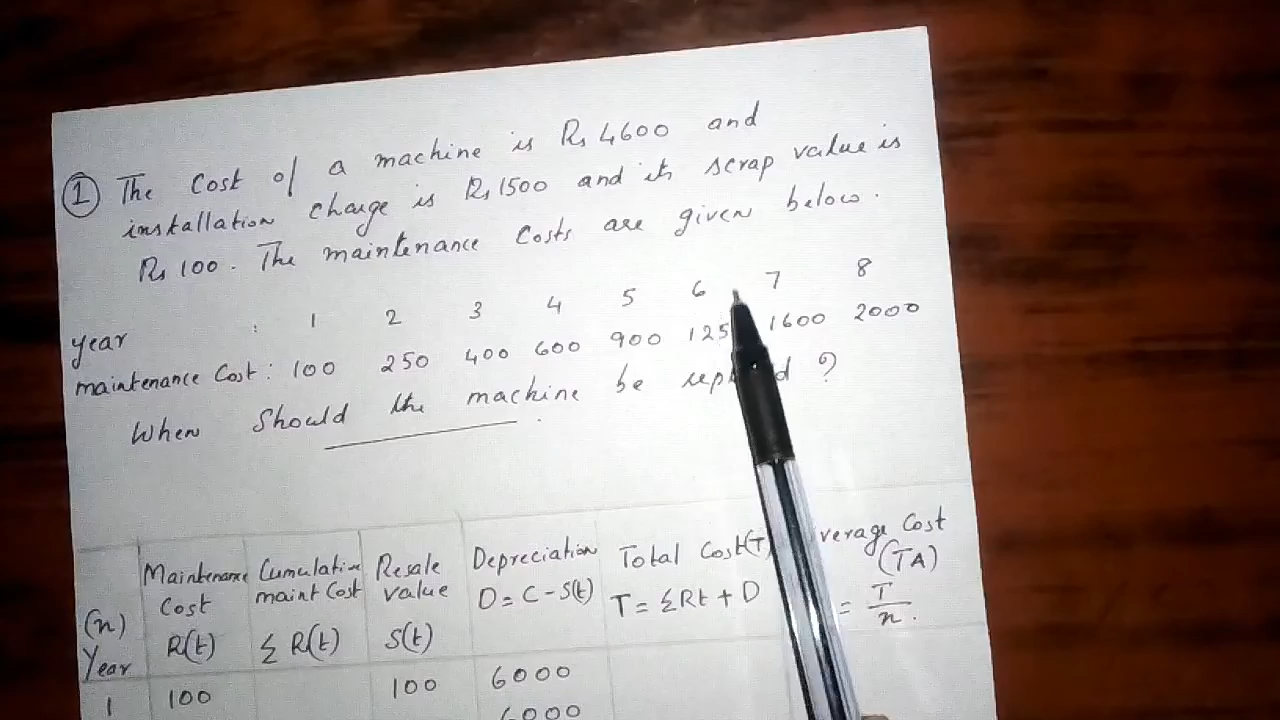 ① The Cost of a machine is Rs 4600 and
installation charge is Rs 1500 and its scrap value is
Rs 100. The maintenance Costs are given below.
year : 1 2 3 4 5 6 7 8
maintenance Cost: 100 250 400 600 900 125 1600 2000
When Should the machine be ?
(n) Year
Maintenance Cost R(t)
Cumulative maint Cost Σ R(t)
Resale value S(t)
Depreciation D = C - S(t)
Total Cost(T) T = ΣRt + D
verage Cost (TA) = T/n.
1 100 100 6000
6000